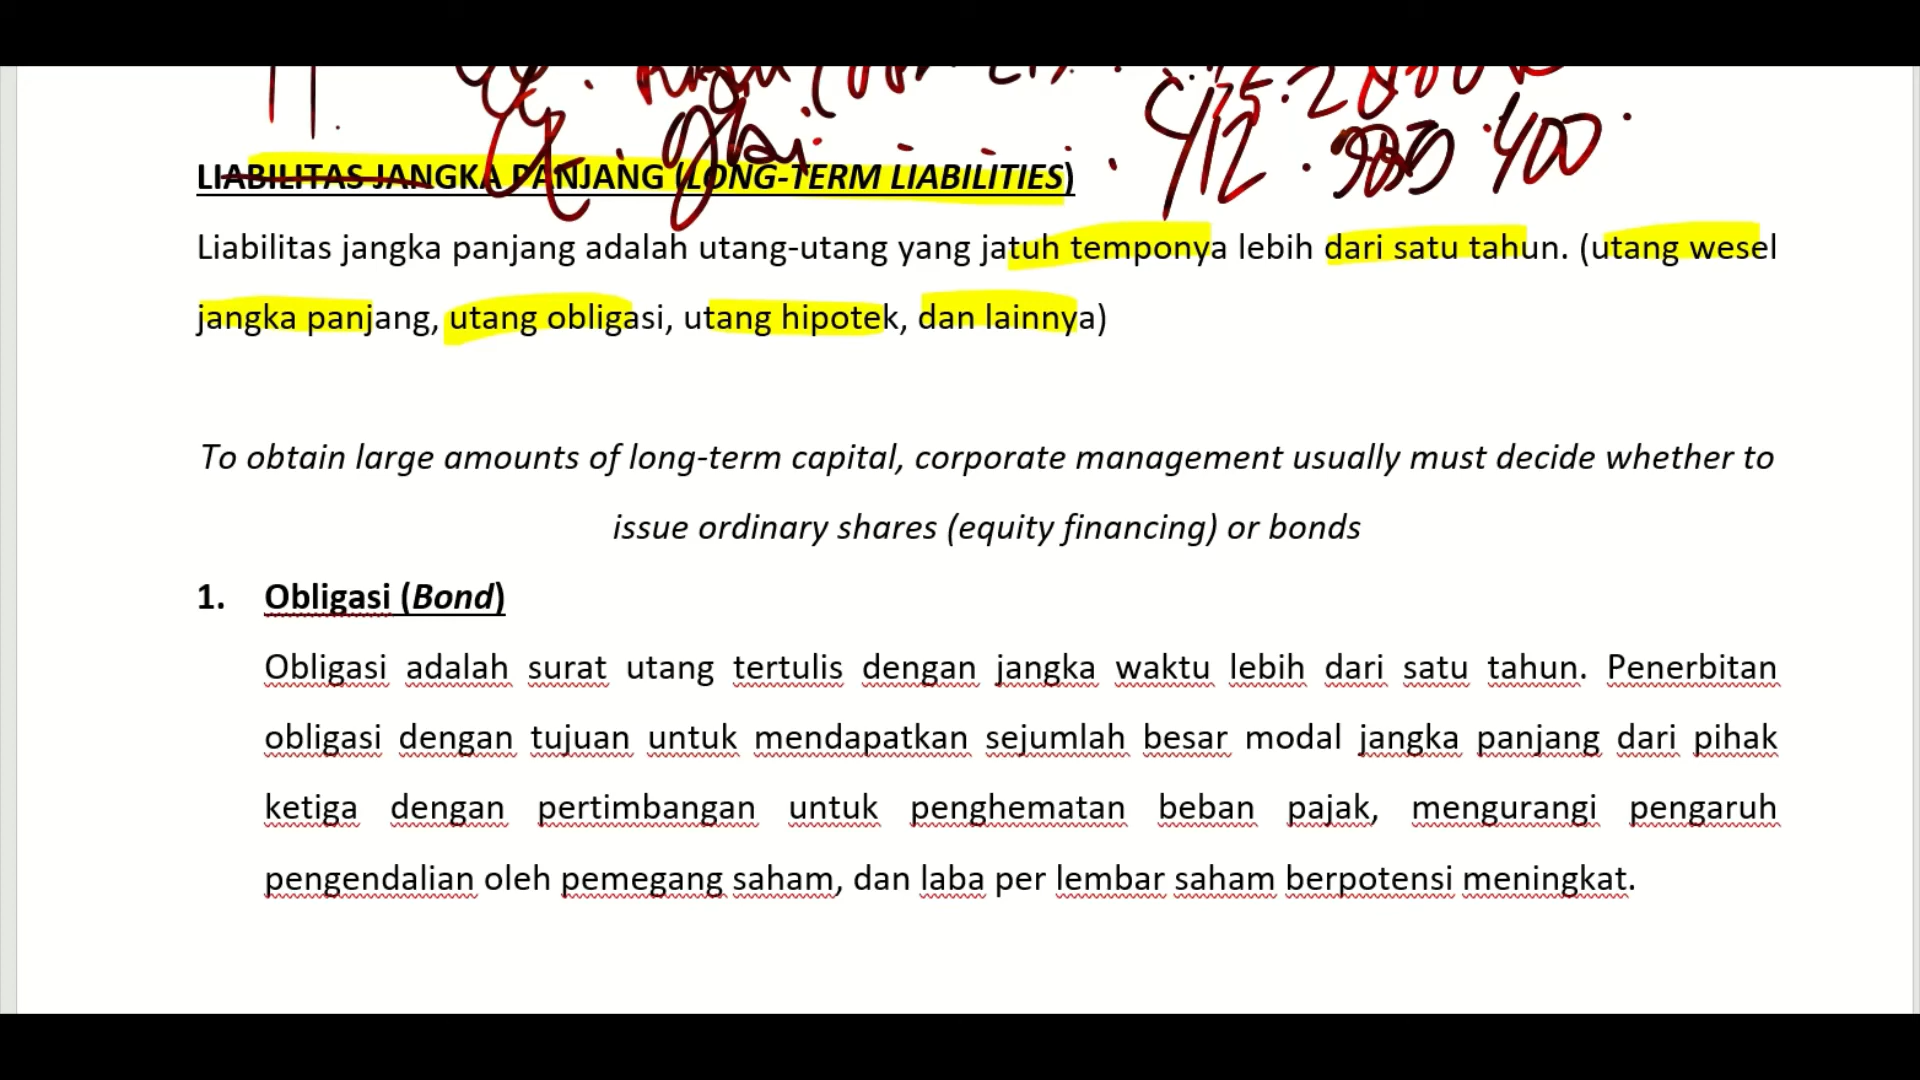 LIABILITAS JANGKA PANJANG (LONG-TERM LIABILITIES)
412.
400
Liabilitas jangka panjang adalah utang-utang yang jatuh temponya lebih dari satu tahun. (utang wesel
jangka panjang, utang obligasi, utang hipotek, dan lainnya)
To obtain large amounts of long-term capital, corporate management usually must decide whether to
issue ordinary shares (equity financing) or bonds
1. Obligasi (Bond)
Obligasi adalah surat utang tertulis dengan jangka waktu lebih dari satu tahun. Penerbitan
obligasi dengan tujuan untuk mendapatkan sejumlah besar modal jangka panjang dari pihak
ketiga dengan pertimbangan untuk penghematan beban pajak, mengurangi pengaruh
pengendalian oleh pemegang saham, dan laba per lembar saham berpotensi meningkat.